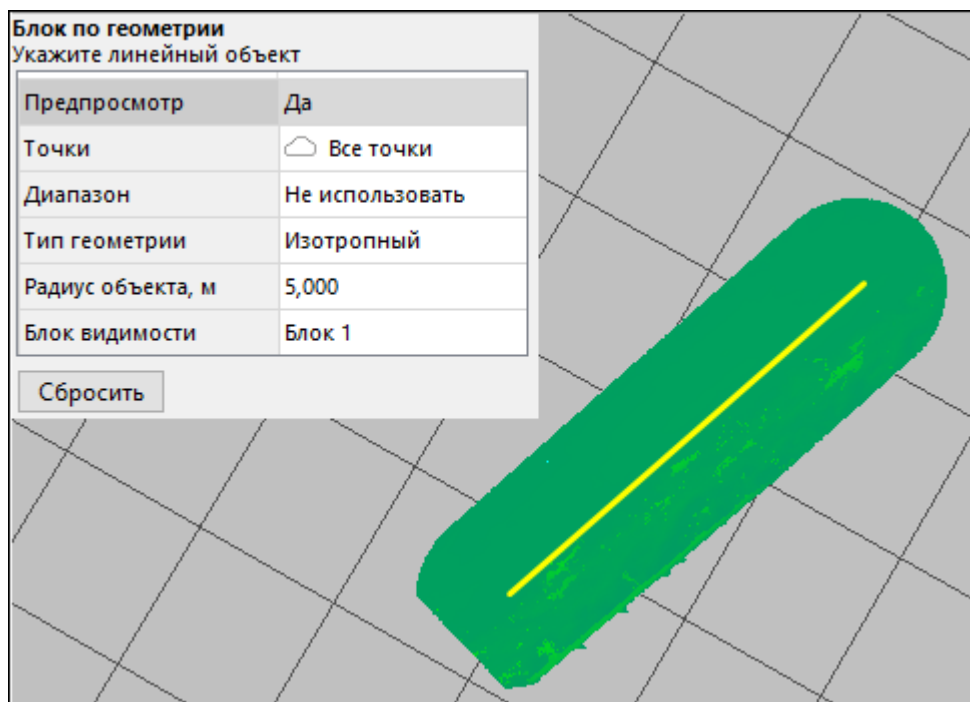 Блок по геометрии
Укажите линейный объект
Предпросмотр Да
Точки Все точки
Диапазон Не использовать
Тип геометрии Изотропный
Радиус объекта, м 5,000
Блок видимости Блок 1
Сбросить